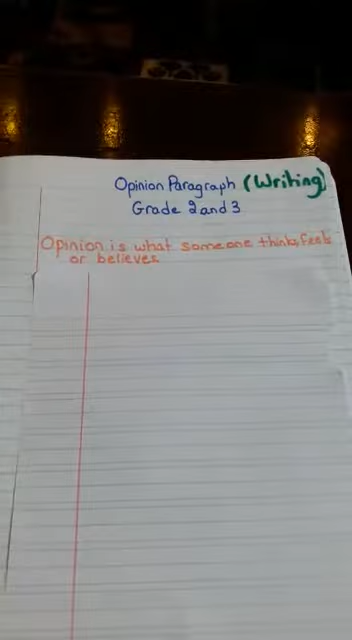 Opinion Paragraph (Writing)
Grade 2 and 3
Opinion is what someone thinks, feels
or believes